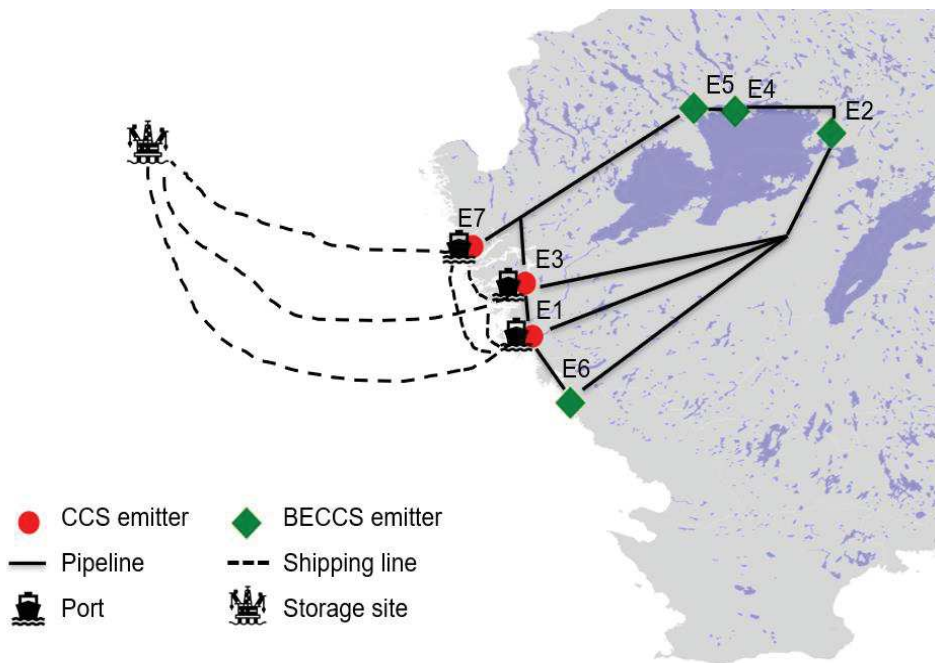 E5 E4
E2
E7
E3
E1
E6
CCS emitter
BECCS emitter
Pipeline
Shipping line
Port
Storage site